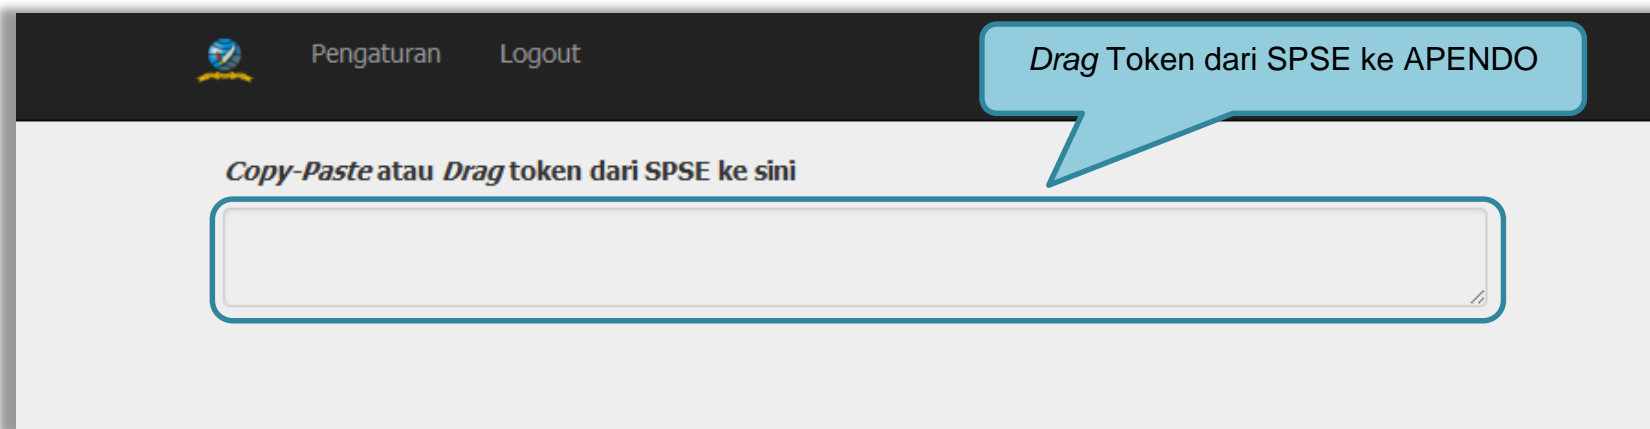 Pengaturan Logout
Drag Token dari SPSE ke APENDO
Copy-Paste atau Drag token dari SPSE ke sini